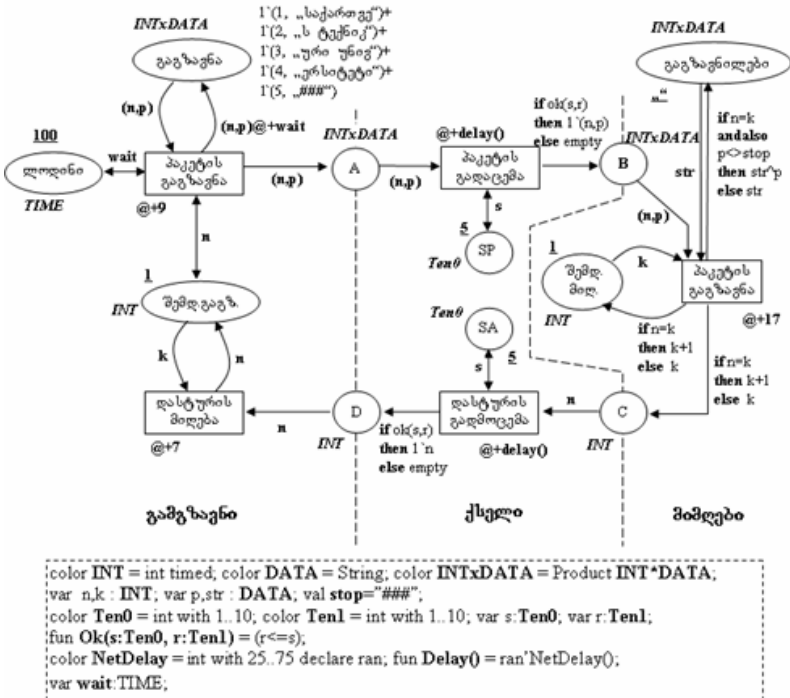 INTxDATA
გაგზავნა
1`(1, „საქართვე“)+
1`(2, „ს ტექნიკ“)+
1`(3, „ური უნივ“)+
1`(4, „ერსიტეტი“)+
1`(5, „###“)
INTxDATA
გაგზავნილები
„“
(n,p)
(n,p)@+wait
100
ლოდინი
TIME
wait
პაკეტის
გაგზავნა
@+9
(n,p)
INTxDATA
A
(n,p)
@+delay()
პაკეტის
გადაცემა
if ok(s,r)
then 1`(n,p)
else empty
INTxDATA
B
str
if n=k
andalso
p<>stop
then str^p
else str
(n,p)
n
s
5
Ten0
SP
1
შემდ.
მიღ.
INT
k
პაკეტის
გაგზავნა
@+17
1
INT
შემდ.გაგზ.
Ten0
SA
s
5
if n=k
then k+1
else k
if n=k
then k+1
else k
k
n
დასტურის
მიღება
@+7
n
D
INT
if ok(s,r)
then 1`n
else empty
დასტურის
გადმოცემა
@+delay()
n
C
INT
გამგზავნი
ქსელი
მიმღები
color INT = int timed; color DATA = String; color INTxDATA = Product INT*DATA;
var n,k : INT; var p,str : DATA; val stop="###";
color Ten0 = int with 1..10; color Ten1 = int with 1..10; var s:Ten0; var r:Ten1;
fun Ok(s:Ten0, r:Ten1) = (r<=s);
color NetDelay = int with 25..75 declare ran; fun Delay() = ran'NetDelay();
var wait:TIME;